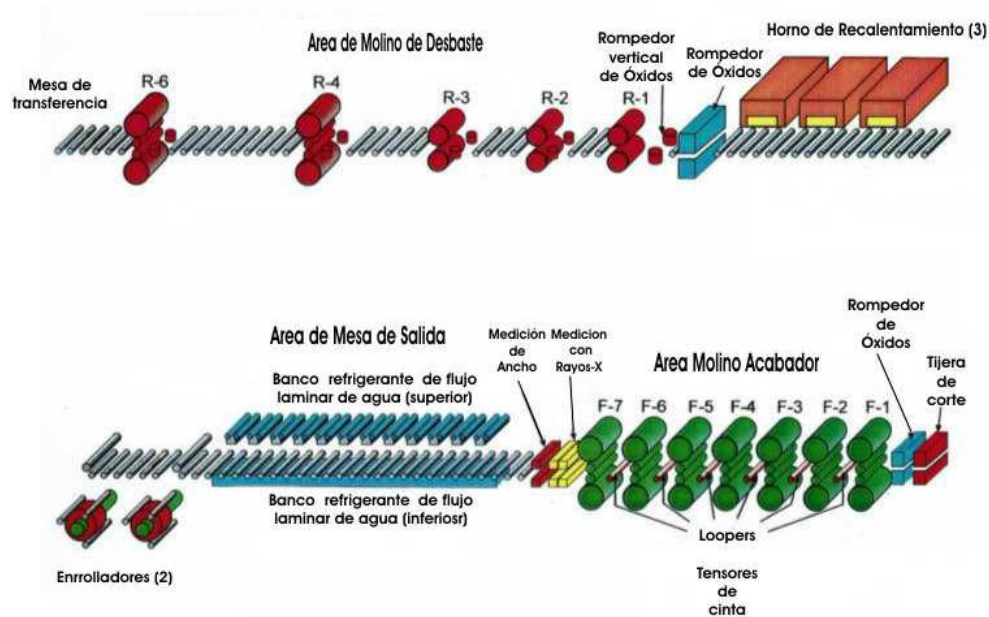 Area de Molino de Desbaste
Horno de Recalentamiento (3)
Rompedor
vertical
de Óxidos
Rompedor
de Óxidos
Mesa de
transferencia
R-6
R-4
R-3
R-2
R-1
Area de Mesa de Salida
Banco refrigerante de flujo
laminar de agua (superior)
Medición
de
Ancho
Medicion
con
Rayos-X
Area Molino Acabador
Rompedor
de
Óxidos
Tijera
de
corte
F-7
F-6
F-5
F-4
F-3
F-2
F-1
Banco refrigerante de flujo
laminar de agua (inferiosr)
Loopers
Enrrolladores (2)
Tensores
de
cinta